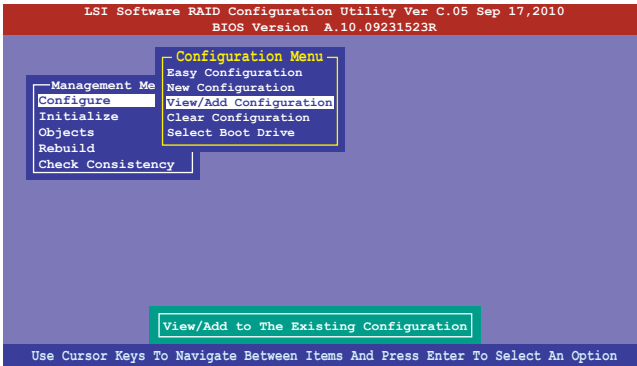 LSI Software RAID Configuration Utility Ver C.05 Sep 17,2010
BIOS Version A.10.09231523R
Configuration Menu
Easy Configuration
New Configuration
View/Add Configuration
Clear Configuration
Select Boot Drive
Management Me
Configure
Initialize
Objects
Rebuild
Check Consistency
View/Add to The Existing Configuration
Use Cursor Keys To Navigate Between Items And Press Enter To Select An Option